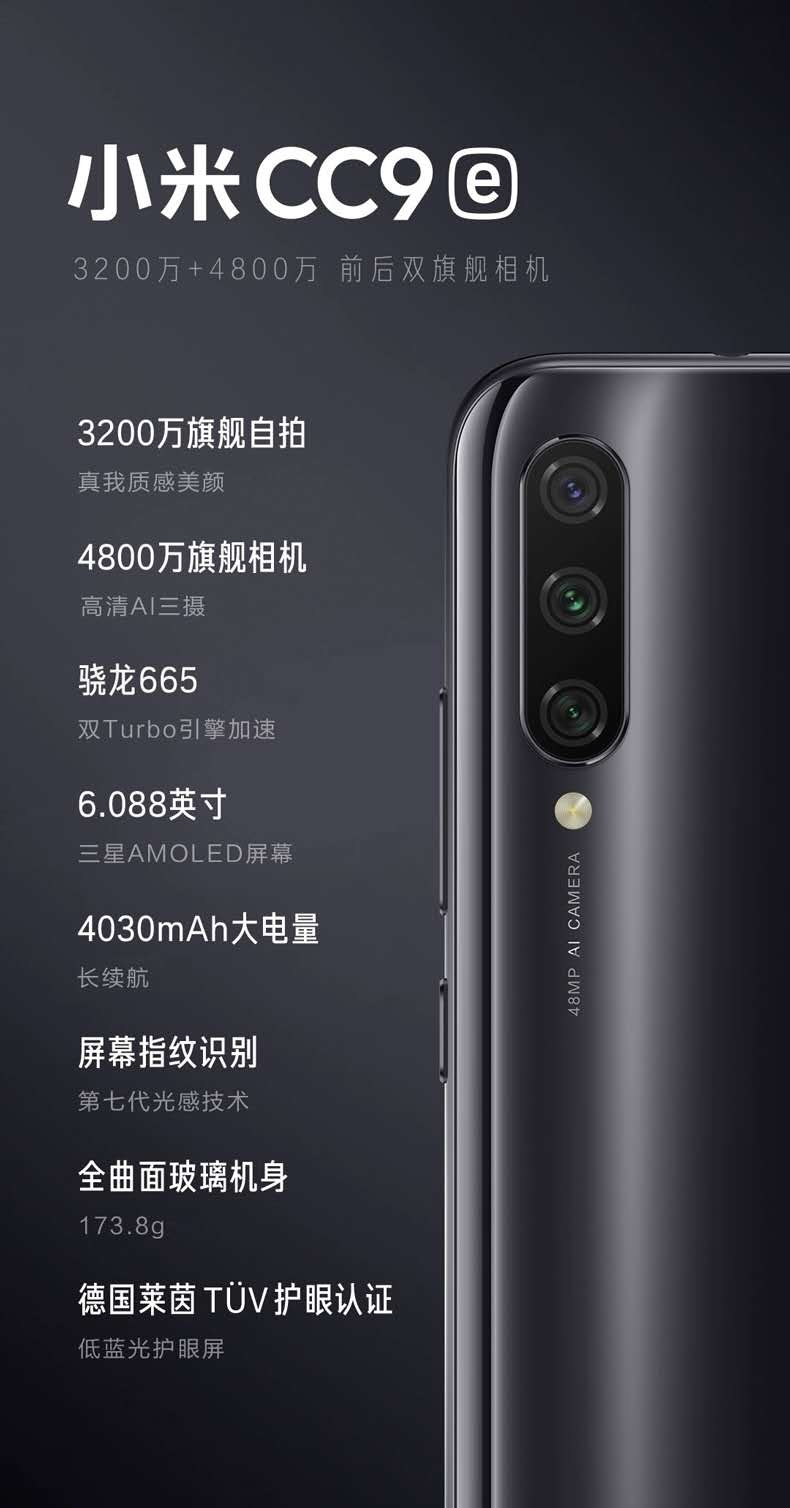 小米CC9e
3200万+4800万 前后双旗舰相机
3200万旗舰自拍
真我质感美颜
4800万旗舰相机
高清AI三摄
骁龙665
双Turbo引擎加速
6.088英寸
三星AMOLED屏幕
4030mAh大电量
长续航
屏幕指纹识别
第七代光感技术
全曲面玻璃机身
173.8g
德国莱茵TÜV护眼认证
低蓝光护眼屏
48MP AI CAMERA